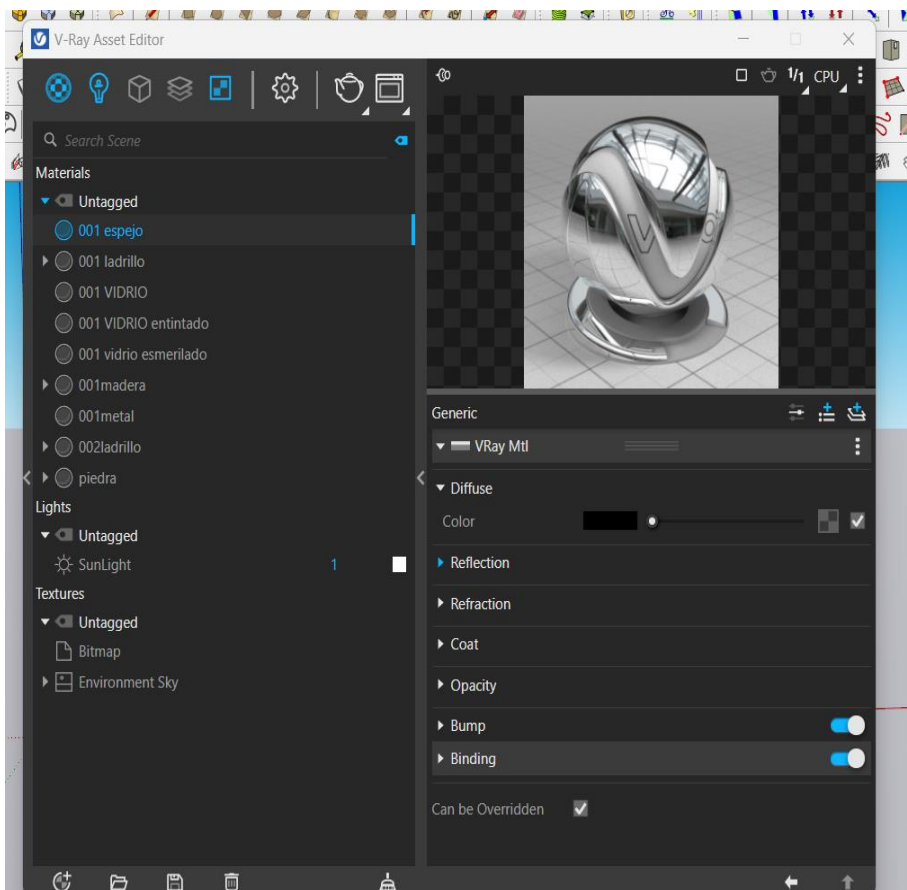 V-Ray Asset Editor
1/1 CPU
Search Scene
Materials
Untagged
001 espejo
001 ladrillo
001 VIDRIO
001 VIDRIO entintado
001 vidrio esmerilado
001madera
001metal
002ladrillo
piedra
Lights
Untagged
SunLight 1
Textures
Untagged
Bitmap
Environment Sky
Generic
VRay Mtl
Diffuse
Color
Reflection
Refraction
Coat
Opacity
Bump
Binding
Can be Overridden